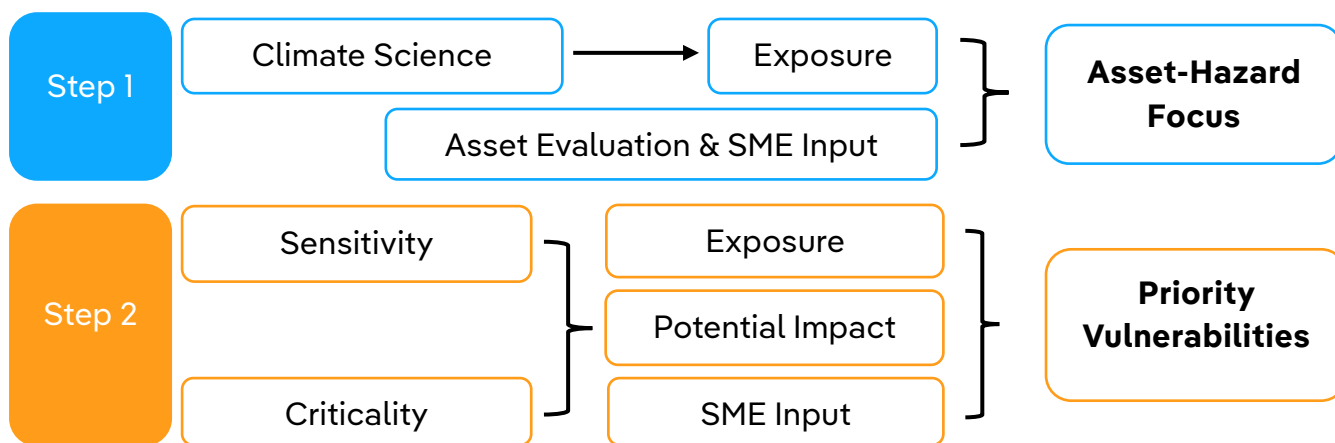 Step 1
Climate Science
Exposure
Asset Evaluation & SME Input
Asset-Hazard
Focus
Step 2
Sensitivity
Criticality
Exposure
Potential Impact
SME Input
Priority
Vulnerabilities